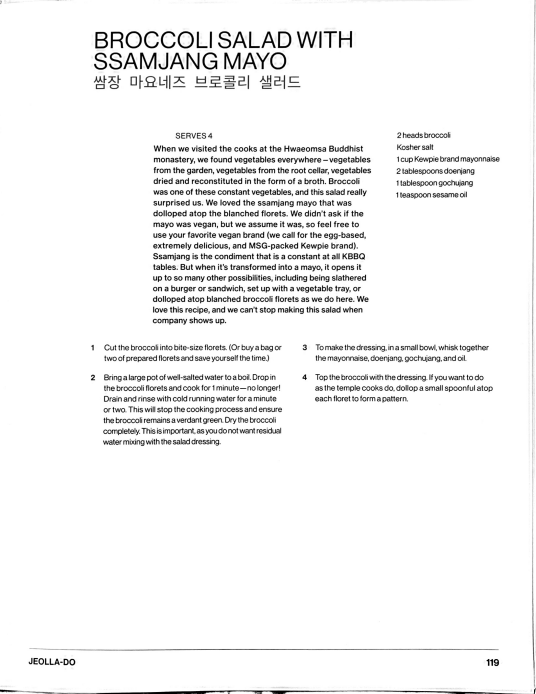 BROCCOLI SALAD WITH
SSAMJANG MAYO
쌈장 마요네즈 브로콜리 샐러드
SERVES 4
When we visited the cooks at the Hwaeomsa Buddhist
monastery, we found vegetables everywhere – vegetables
from the garden, vegetables from the root cellar, vegetables
dried and reconstituted in the form of a broth. Broccoli
was one of these constant vegetables, and this salad really
surprised us. We loved the ssamjang mayo that was
dolloped atop the blanched florets. We didn't ask if the
mayo was vegan, but we assume it was, so feel free to
use your favorite vegan brand (we call for the egg-based,
extremely delicious, and MSG-packed Kewpie brand).
Ssamjang is the condiment that is a constant at all KBBQ
tables. But when it's transformed into a mayo, it opens it
up to so many other possibilities, including being slathered
on a burger or sandwich, set up with a vegetable tray, or
dolloped atop blanched broccoli florets as we do here. We
love this recipe, and we can't stop making this salad when
company shows up.
2 heads broccoli
Kosher salt
1 cup Kewpie brand mayonnaise
2 tablespoons doenjang
1 tablespoon gochujang
1 teaspoon sesame oil
1 Cut the broccoli into bite-size florets. (Or buy a bag or
two of prepared florets and save yourself the time.)
2 Bring a large pot of well-salted water to a boil. Drop in
the broccoli florets and cook for 1 minute—no longer!
Drain and rinse with cold running water for a minute
or two. This will stop the cooking process and ensure
the broccoli remains a verdant green. Dry the broccoli
completely. This is important, as you do not want residual
water mixing with the salad dressing.
3 To make the dressing, in a small bowl, whisk together
the mayonnaise, doenjang, gochujang, and oil.
4 Top the broccoli with the dressing. If you want to do
as the temple cooks do, dollop a small spoonful atop
each floret to form a pattern.
JEOLLA-DO
119